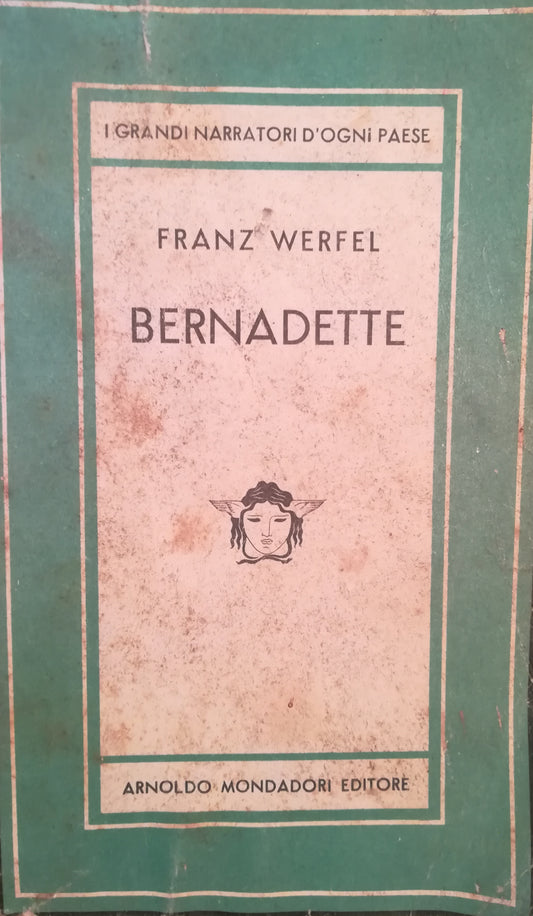 I GRANDI NARRATORI D'OGNi PAESE
FRANZ WERFEL
BERNADETTE
ARNOLDO MONDADORI EDITORE